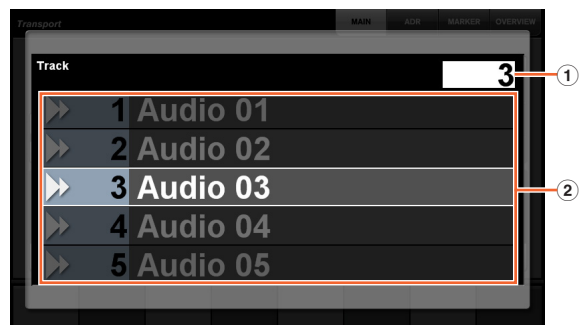 Transport MAIN ADR MARKER OVERVIEW
Track 3 1
1 Audio 01
2 Audio 02
3 Audio 03 2
4 Audio 04
5 Audio 05